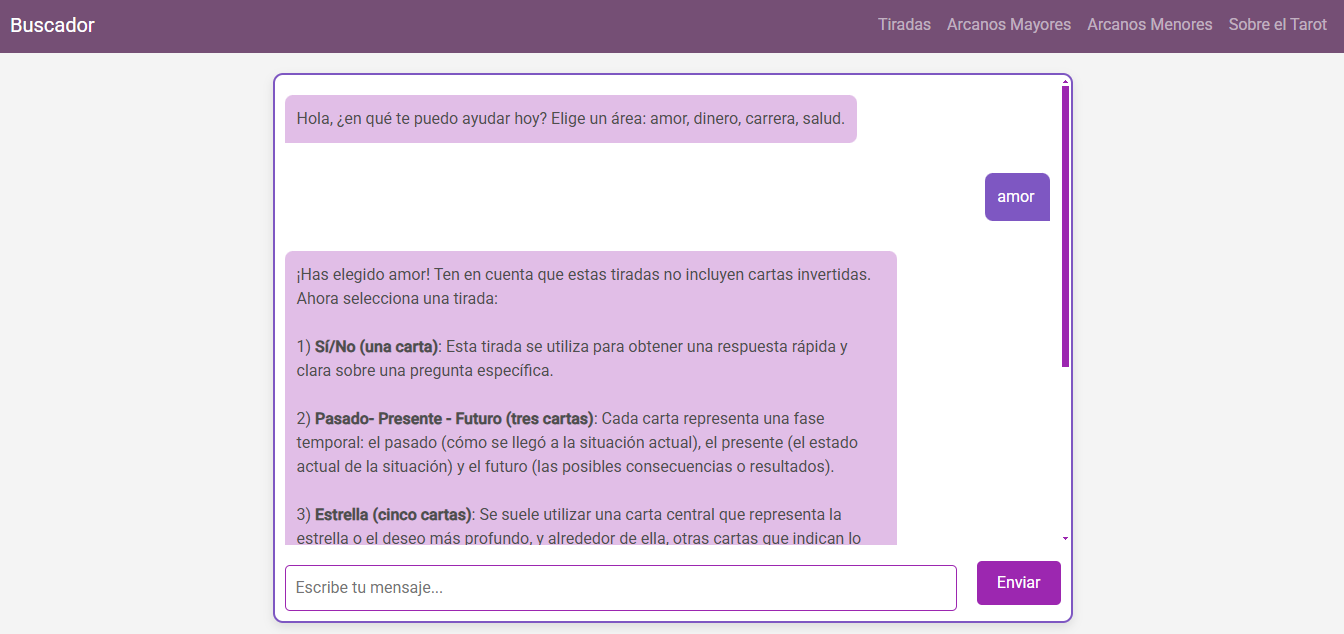 Buscador
Tiradas Arcanos Mayores Arcanos Menores Sobre el Tarot
Hola, ¿en qué te puedo ayudar hoy? Elige un área: amor, dinero, carrera, salud.
amor
¡Has elegido amor! Ten en cuenta que estas tiradas no incluyen cartas invertidas.
Ahora selecciona una tirada:
1) Sí/No (una carta): Esta tirada se utiliza para obtener una respuesta rápida y
clara sobre una pregunta específica.
2) Pasado- Presente - Futuro (tres cartas): Cada carta representa una fase
temporal: el pasado (cómo se llegó a la situación actual), el presente (el estado
actual de la situación) y el futuro (las posibles consecuencias o resultados).
3) Estrella (cinco cartas): Se suele utilizar una carta central que representa la
estrella o el deseo más profundo, y alrededor de ella, otras cartas que indican lo
Escribe tu mensaje...
Enviar